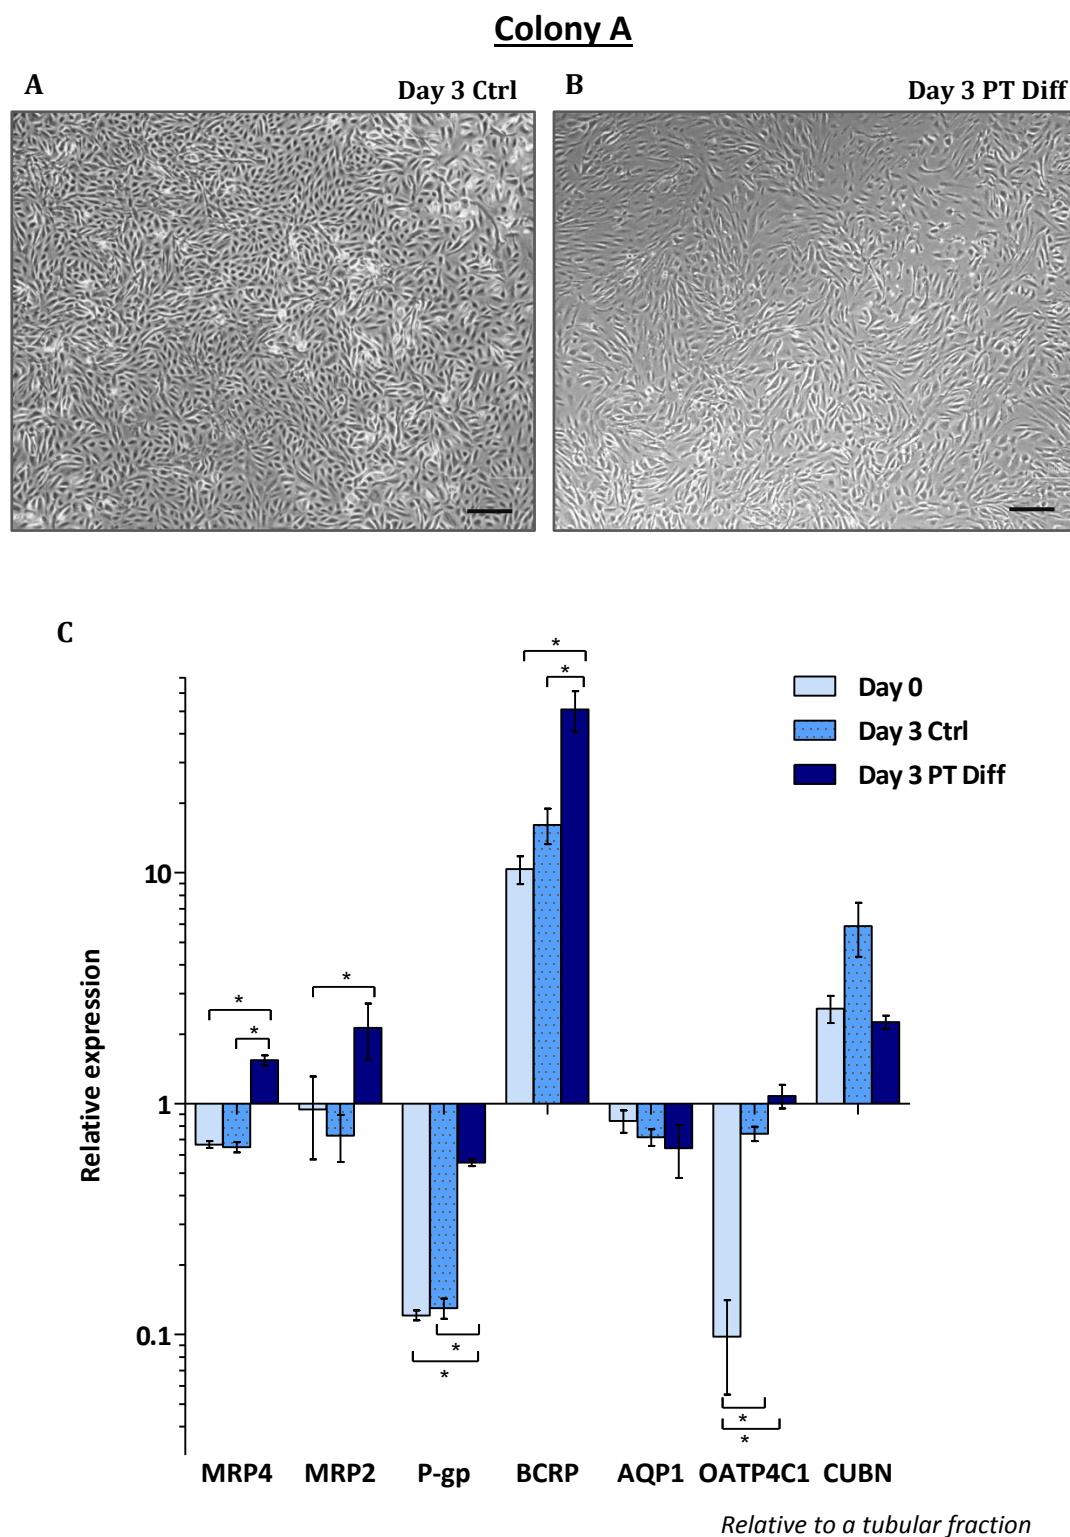 Colony A
A
Day 3 Ctrl
B
Day 3 PT Diff
C
*
*
Day 0
Day 3 Ctrl
Day 3 PT Diff
10
Relative expression
*
*
*
1
0.1
*
*
*
*
MRP4 MRP2 P-gp BCRP AQP1 OATP4C1 CUBN
Relative to a tubular fraction